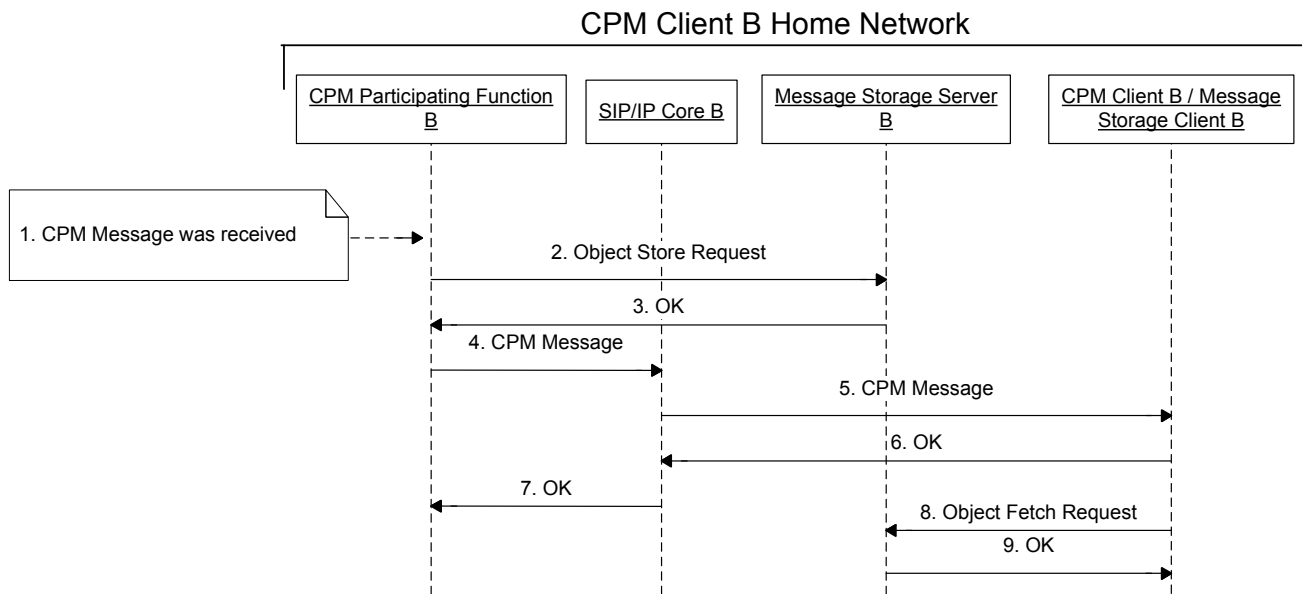 CPM Client B Home Network
CPM Participating Function
B
SIP/IP Core B
Message Storage Server
B
CPM Client B / Message
Storage Client B
1. CPM Message was received
2. Object Store Request
3. OK
4. CPM Message
5. CPM Message
6. OK
7. OK
8. Object Fetch Request
9. OK